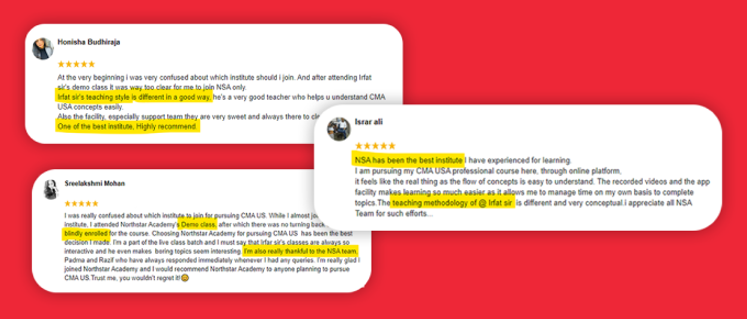 Honisha Budhiraja
At the very beginning i was very confused about which institute should i join. And after attending Irfat
sir's demo class it was way too clear for me to join NSA only.
Irfat sir's teaching style is different in a good way, he's a very good teacher who helps u understand CMA
USA concepts easily.
Also the facility, especially support team they are very sweet and always there to
One of the best institute, Highly recommend.
Israr ali
NSA has been the best institute I have experienced for learning.
I am pursuing my CMA USA professional course here, through online platform,
it feels like the real thing as the flow of concepts is easy to understand. The recorded videos and the app
facility makes learning so much easier as it allows me to manage time on my own basis to complete
topics.The teaching methodology of @ Irfat sir is different and very conceptual.i appreciate all NSA
Team for such efforts...
Sreelakshmi Mohan
I was really confused about which institute to join for pursuing CMA US. While I almost
institute, I attended Northstar Academy's Demo class, after which there was no turning
blindly enrolled for the course. Choosing Northstar Academy for pursuing CMA US has been the best
decision I made. I'm a part of the live class batch and I must say that Irfan sir's classes are always so
interactive and he even makes boring topics seem interesting. I'm also really thankful to the NSA team,
Padma and Razif who have always responded immediately whenever I had any queries. I'm really glad I
joined Northstar Academy and I would recommend Northstar Academy to anyone planning to pursue
CMA US.Trust me, you wouldn't regret it!😄